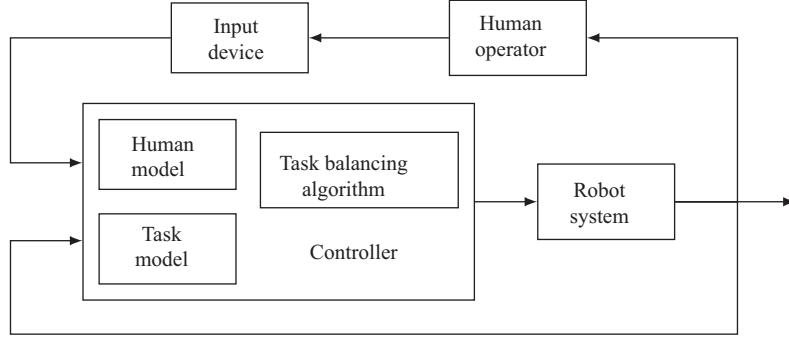 Input
device
Human
operator
Human
model
Task balancing
algorithm
Task
model
Controller
Robot
system